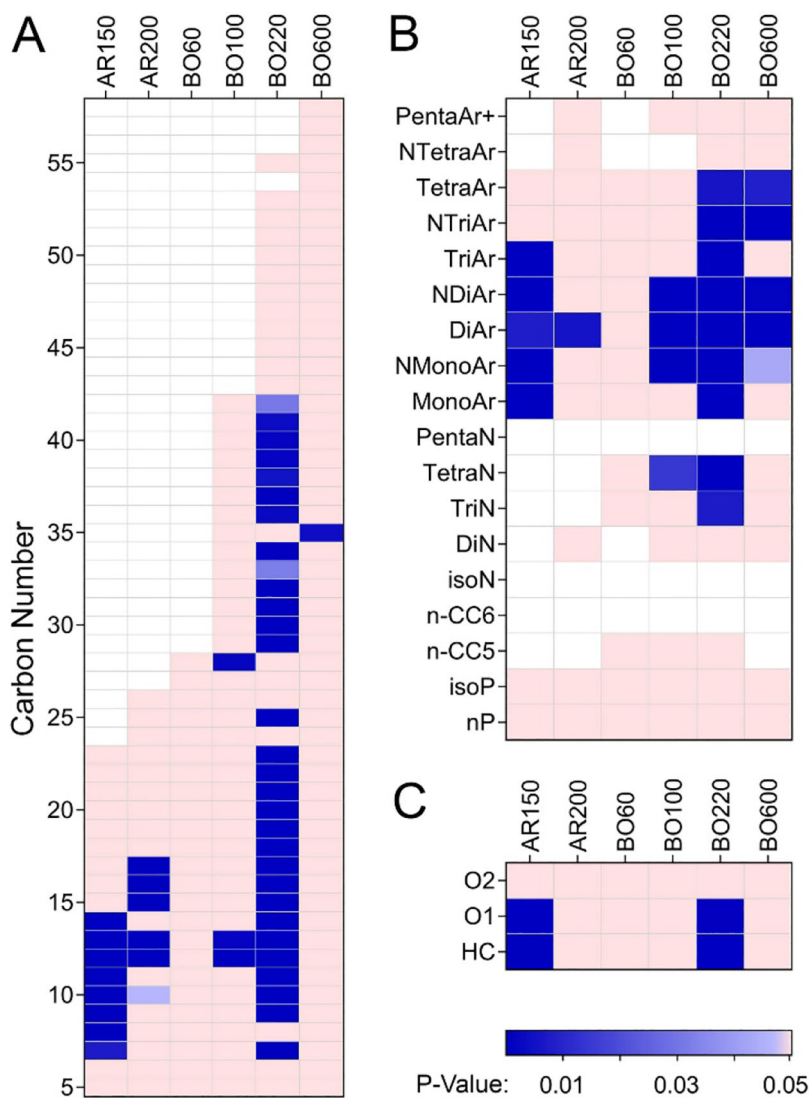 A
AR150 AR200 BO60 BO100 BO220 BO600
Carbon Number
55
50
45
40
35
30
25
20
15
10
5
B
AR150 AR200 BO60 BO100 BO220 BO600
PentaAr+
NTetraAr
TetraAr
NTriAr
TriAr
NDiAr
DiAr
NMonoAr
MonoAr
PentaN
TetraN
TriN
DiN
isoN
n-CC6
n-CC5
isoP
nP
C
AR150 AR200 BO60 BO100 BO220 BO600
O2
O1
HC
P-Value: 0.01 0.03 0.05